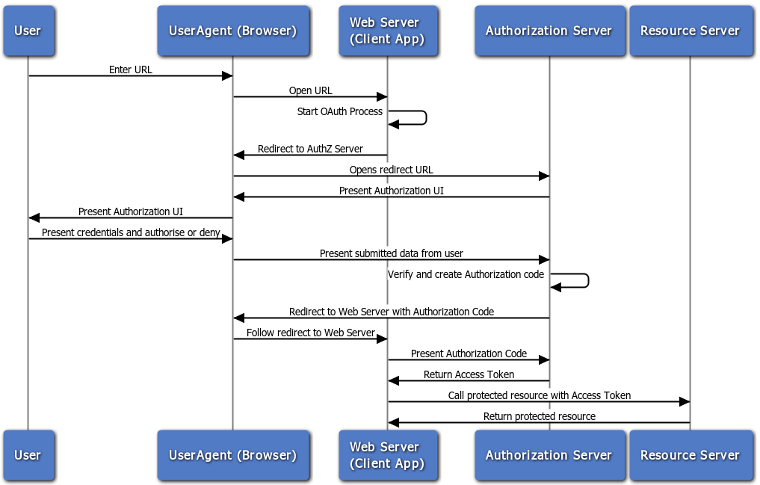 User
UserAgent (Browser)
Web Server
(Client App)
Authorization Server
Resource Server
Enter URL
Open URL
Start OAuth Process
Redirect to AuthZ Server
Opens redirect URL
Present Authorization UI
Present Authorization UI
Present credentials and authorise or deny
Present submitted data from user
Verify and create Authorization code
Redirect to Web Server with Authorization Code
Follow redirect to Web Server
Present Authorization Code
Return Access Token
Call protected resource with Access Token
Return protected resource
User
UserAgent (Browser)
Web Server
(Client App)
Authorization Server
Resource Server